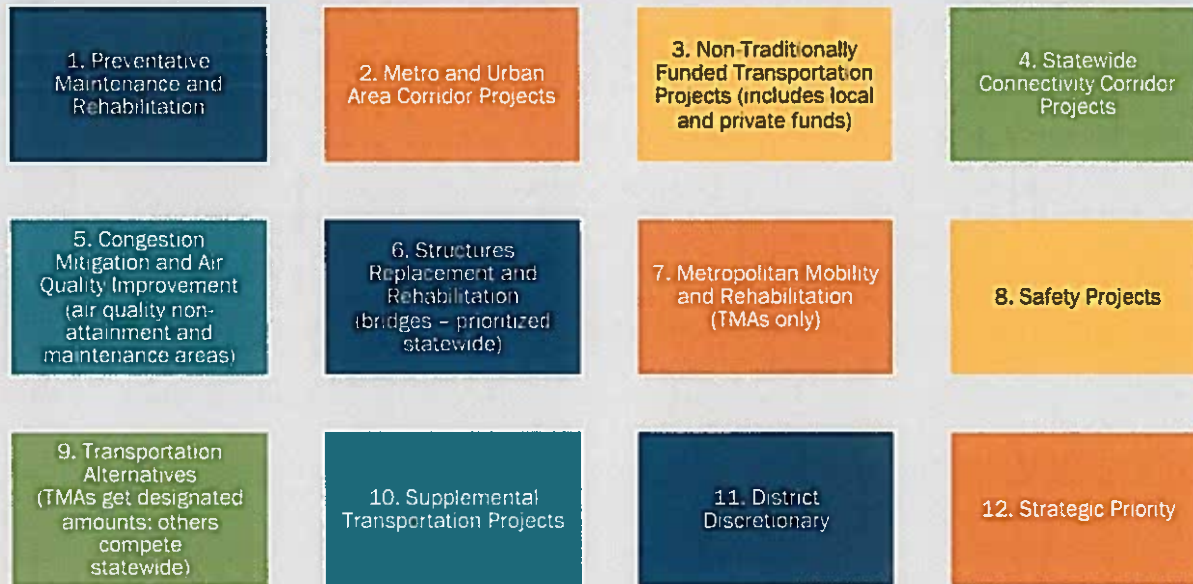 1. Preventative
Maintenance and
Rehabilitation
2. Metro and Urban
Area Corridor Projects
3. Non-Traditionally
Funded Transportation
Projects (includes local
and private funds)
4. Statewide
Connectivity Corridor
Projects
5. Congestion
Mitigation and Air
Quality Improvement
(air quality non-
attainment and
maintenance areas)
6. Structures
Replacement and
Rehabilitation
(bridges – prioritized
statewide)
7. Metropolitan Mobility
and Rehabilitation
(TMAs only)
8. Safety Projects
9. Transportation
Alternatives
(TMAs get designated
amounts: others
compete
statewide)
10. Supplemental
Transportation Projects
11. District
Discretionary
12. Strategic Priority